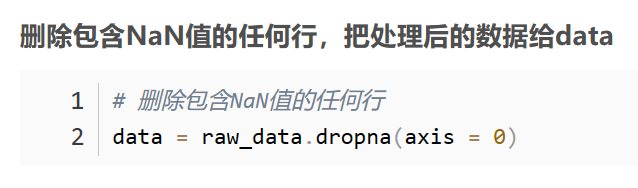 删除包含NaN值的任何行，把处理后的数据给data
1 # 删除包含NaN值的任何行
2 data = raw_data.dropna(axis = 0)